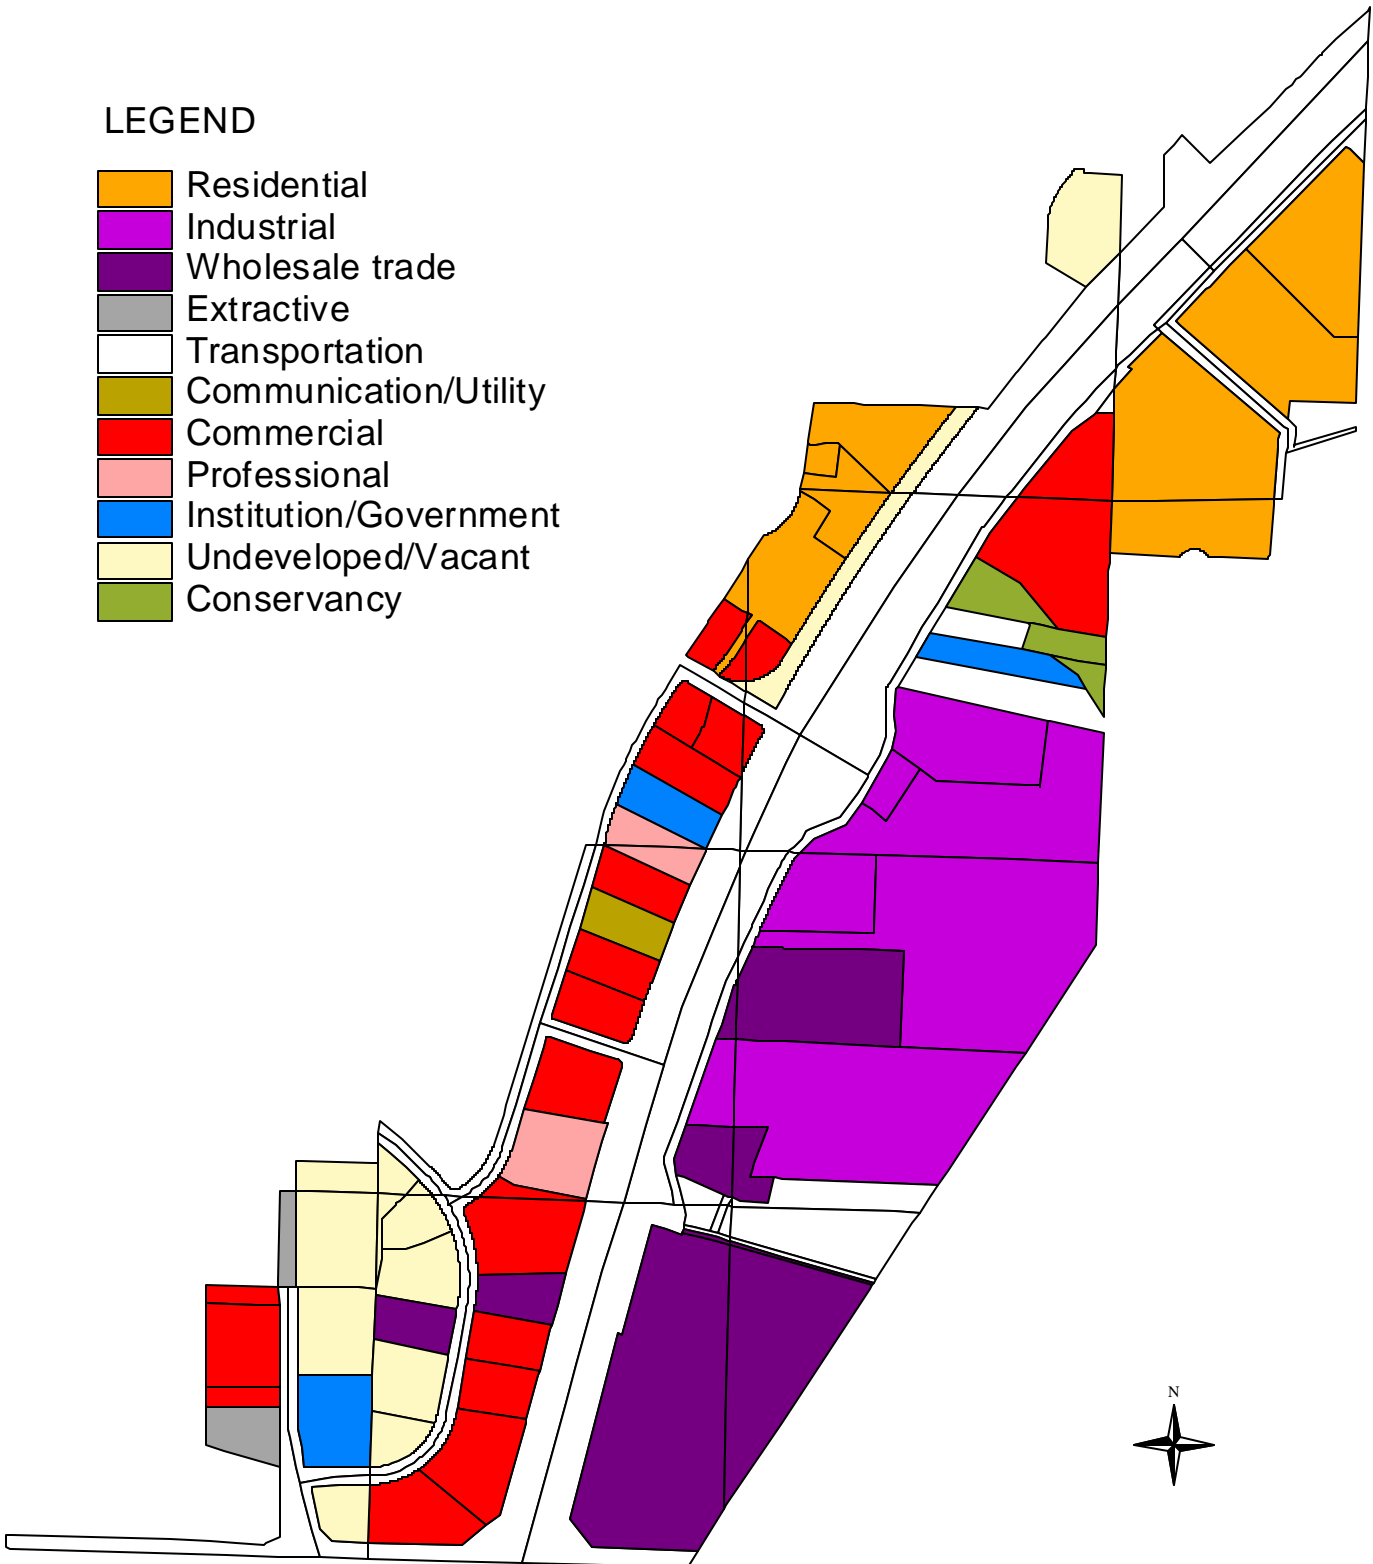 LEGEND
Residential
Industrial
Wholesale trade
Extractive
Transportation
Communication/Utility
Commercial
Professional
Institution/Government
Undeveloped/Vacant
Conservancy
N